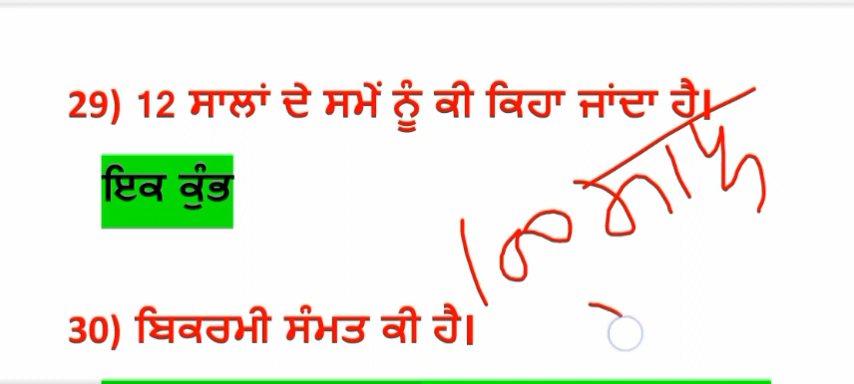 29) 12 ਸਾਲਾਂ ਦੇ ਸਮੇਂ ਨੂੰ ਕੀ ਕਿਹਾ ਜਾਂਦਾ ਹੈ।
ਇਕ ਕੁੰਭ
30) ਬਿਕਰਮੀ ਸੰਮਤ ਕੀ ਹੈ।